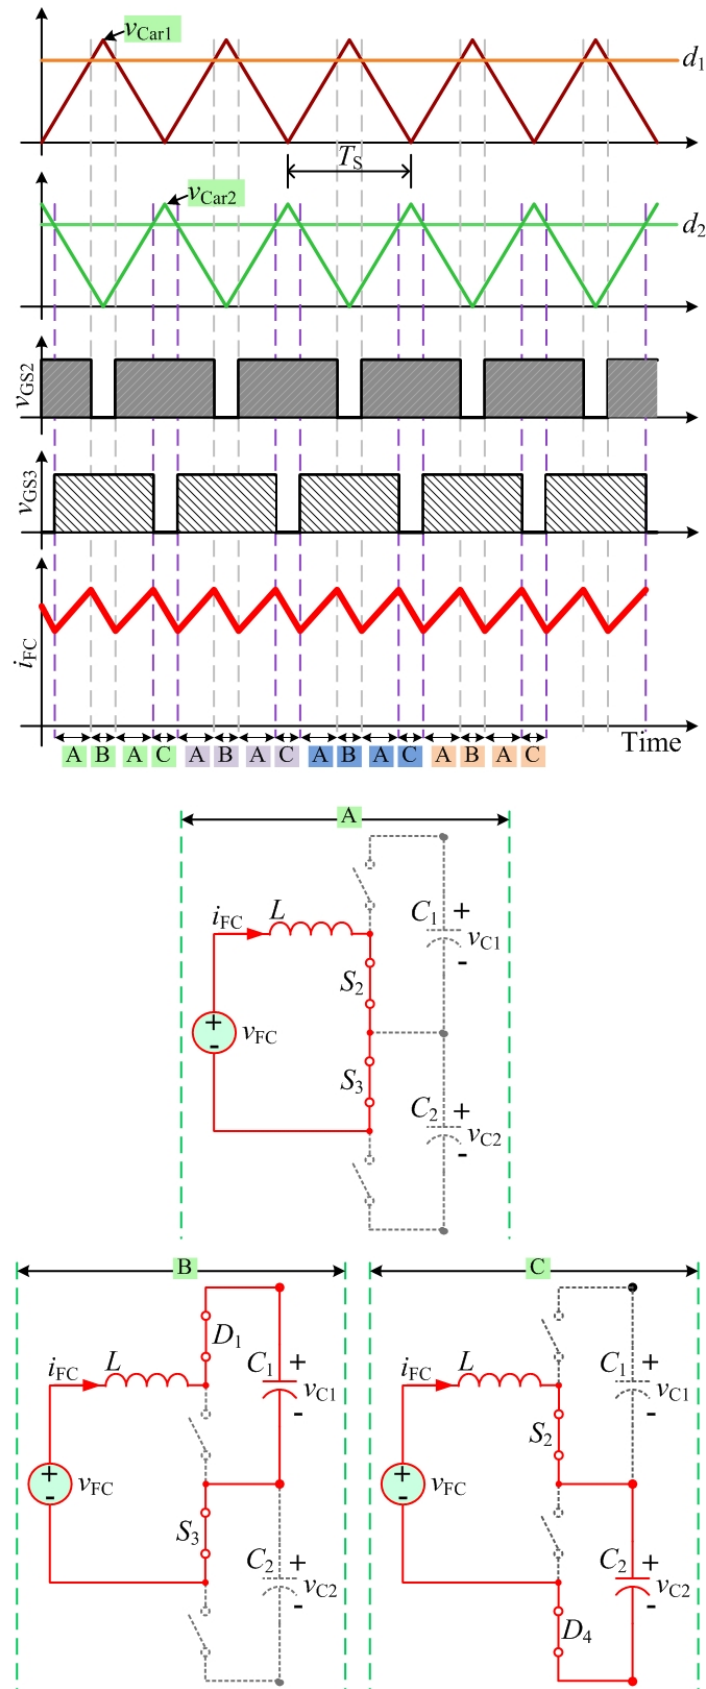 vCar1
d1
TS
vCar2
d2
vGS2
vGS3
iFC
Time
A B A C A B A C A B A C A B A C
A
iFC L C1 + vC1 -
S2
+ - vFC
S3 C2 + vC2 -
B C
D1
iFC L C1 + vC1 -
iFC L C1 + vC1 -
S2
+ - vFC
+ - vFC
S3 C2 + vC2 -
C2 + vC2 -
D4